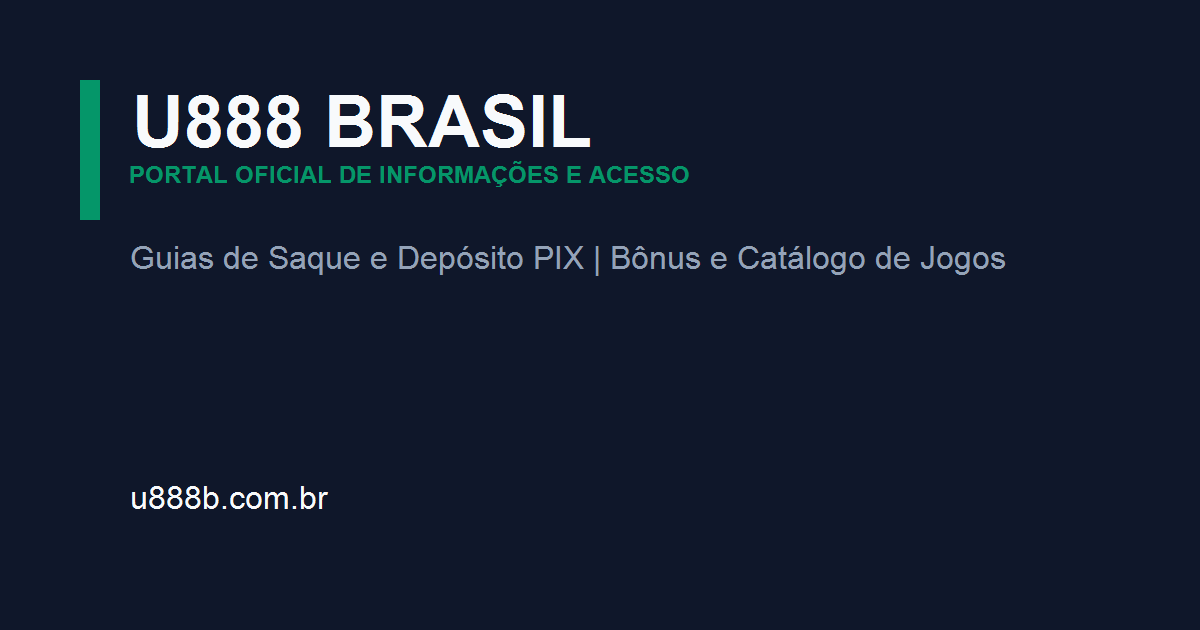 U888 BRASIL
PORTAL OFICIAL DE INFORMAÇÕES E ACESSO
Guias de Saque e Depósito PIX | Bônus e Catálogo de Jogos
u888b.com.br